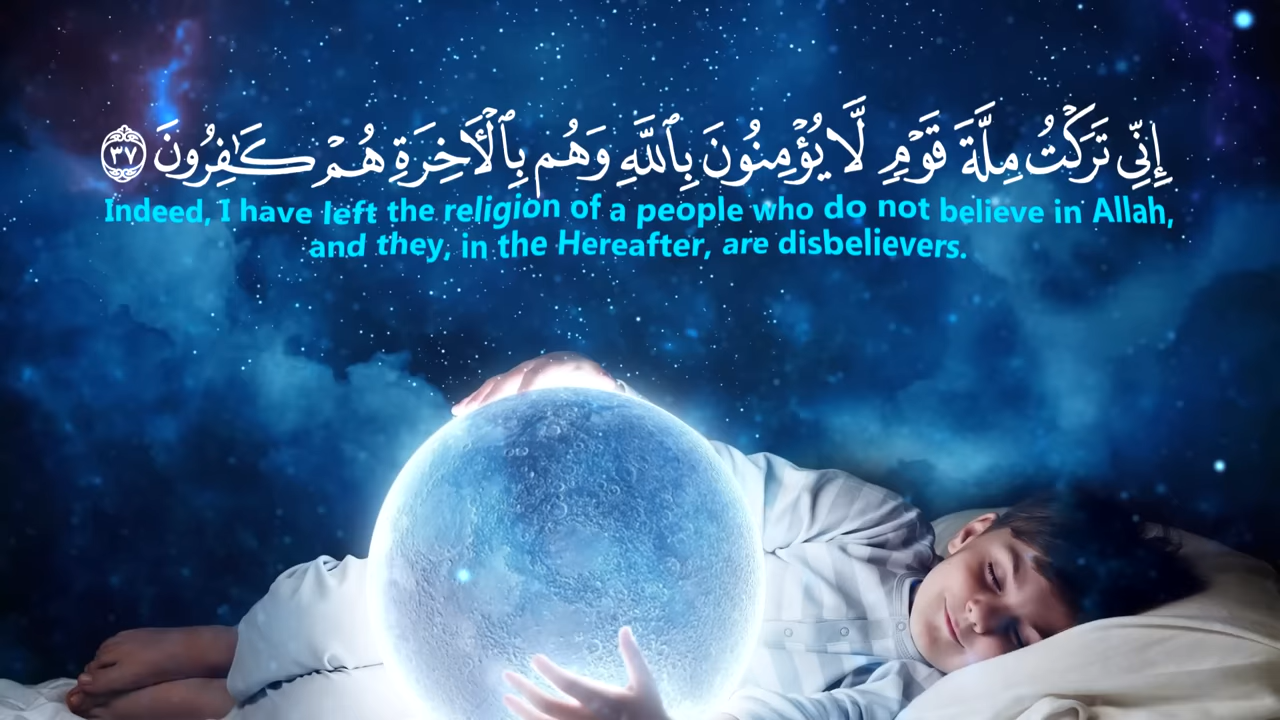 إِنِّي تَرَكْتُ مِلَّةَ قَوْمٍ لَّا يُؤْمِنُونَ بِٱللَّهِ وَهُم بِٱلْأَخِرَةِ هُمْ كَـٰفِرُونَ ٣٧
Indeed, I have left the religion of a people who do not believe in Allah,
and they, in the Hereafter, are disbelievers.